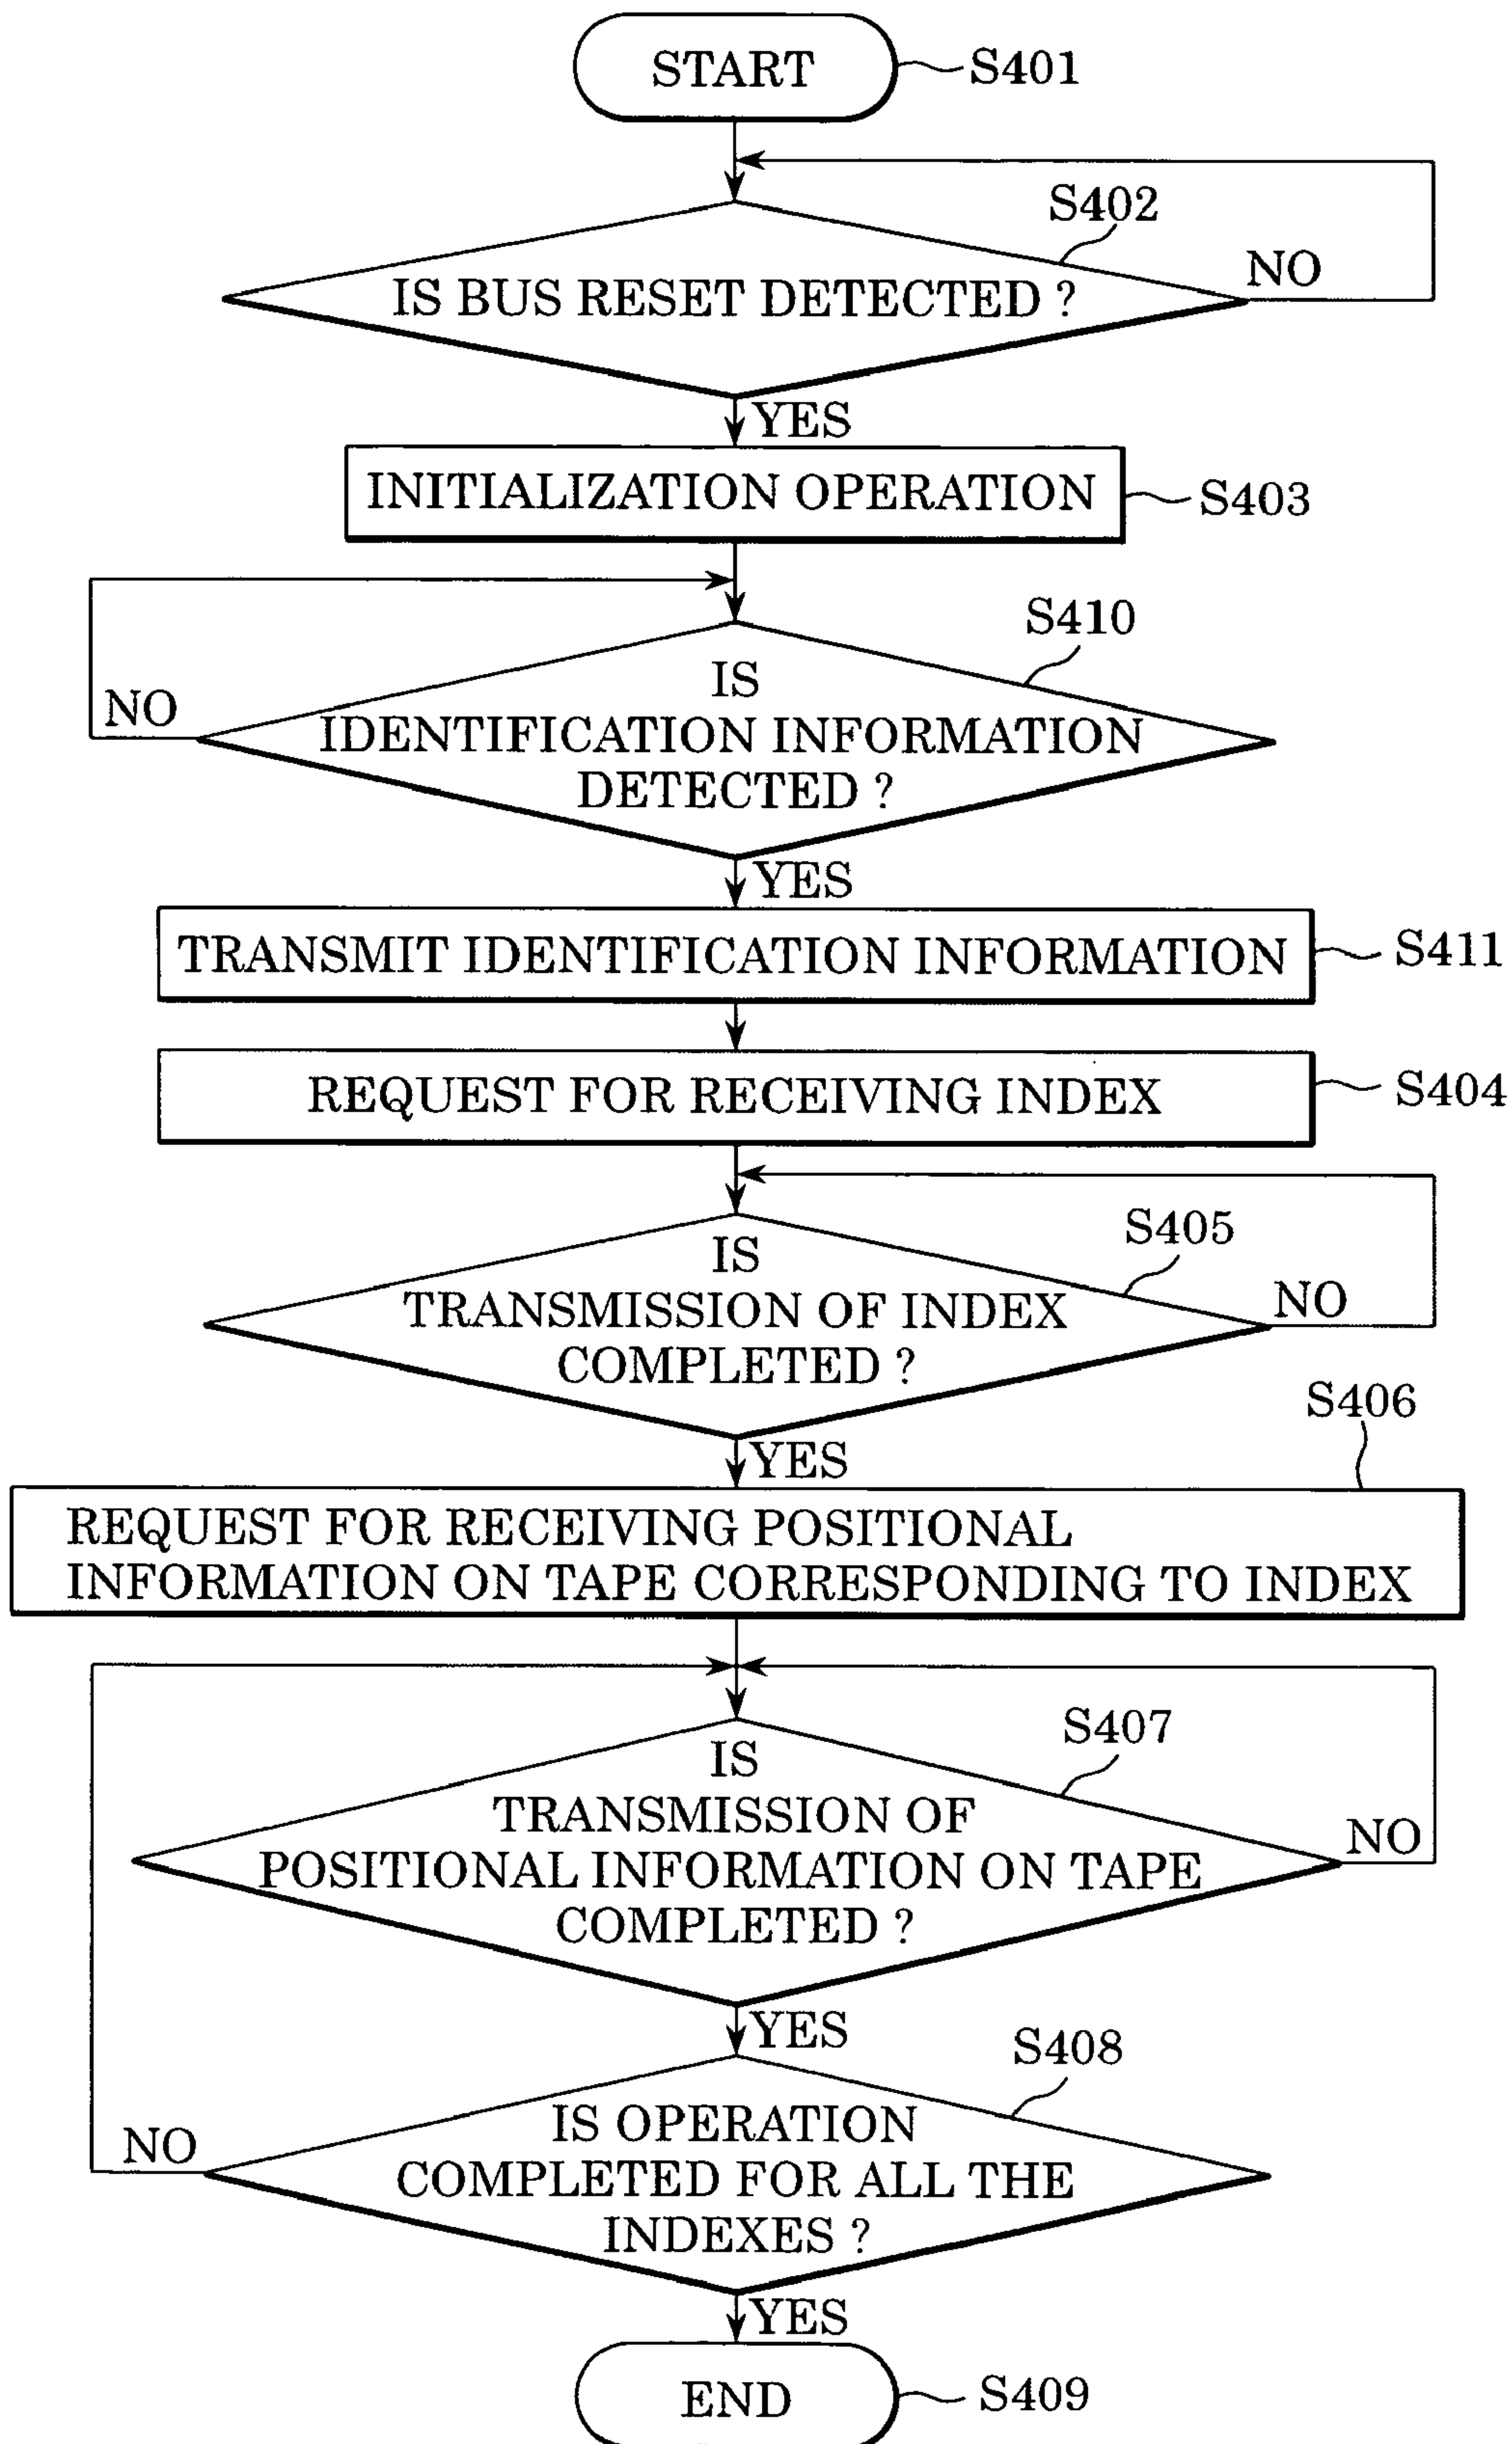 START
S401
S402
IS BUS RESET DETECTED ?
NO
YES
INITIALIZATION OPERATION
S403
S410
IS
IDENTIFICATION INFORMATION
DETECTED ?
NO
YES
TRANSMIT IDENTIFICATION INFORMATION
S411
REQUEST FOR RECEIVING INDEX
S404
S405
IS
TRANSMISSION OF INDEX
COMPLETED ?
NO
YES
S406
REQUEST FOR RECEIVING POSITIONAL
INFORMATION ON TAPE CORRESPONDING TO INDEX
S407
IS
TRANSMISSION OF
POSITIONAL INFORMATION ON TAPE
COMPLETED ?
NO
YES
S408
IS OPERATION
COMPLETED FOR ALL THE
INDEXES ?
NO
YES
END
S409